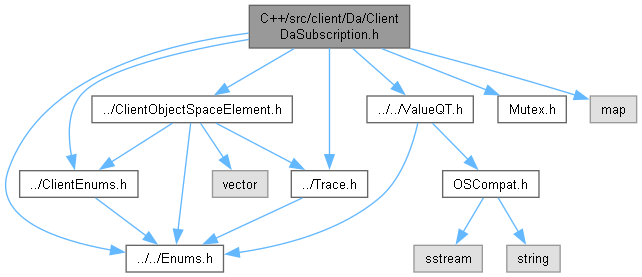 C++/src/client/Da/Client
DaSubscription.h
../ClientObjectSpaceElement.h
../../ValueQT.h
Mutex.h
map
../ClientEnums.h
vector
../Trace.h
OSCompat.h
../../Enums.h
sstream
string